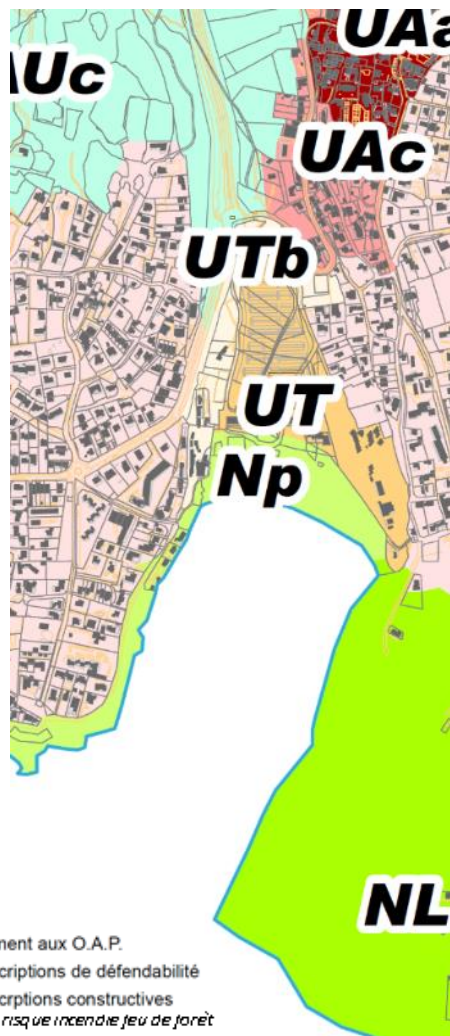 UAa
AUc
UAc
UTb
UT
Np
NL
ment aux O.A.P.
criptions de défendabilité
crptions constructives
risque incendie feu de forêt